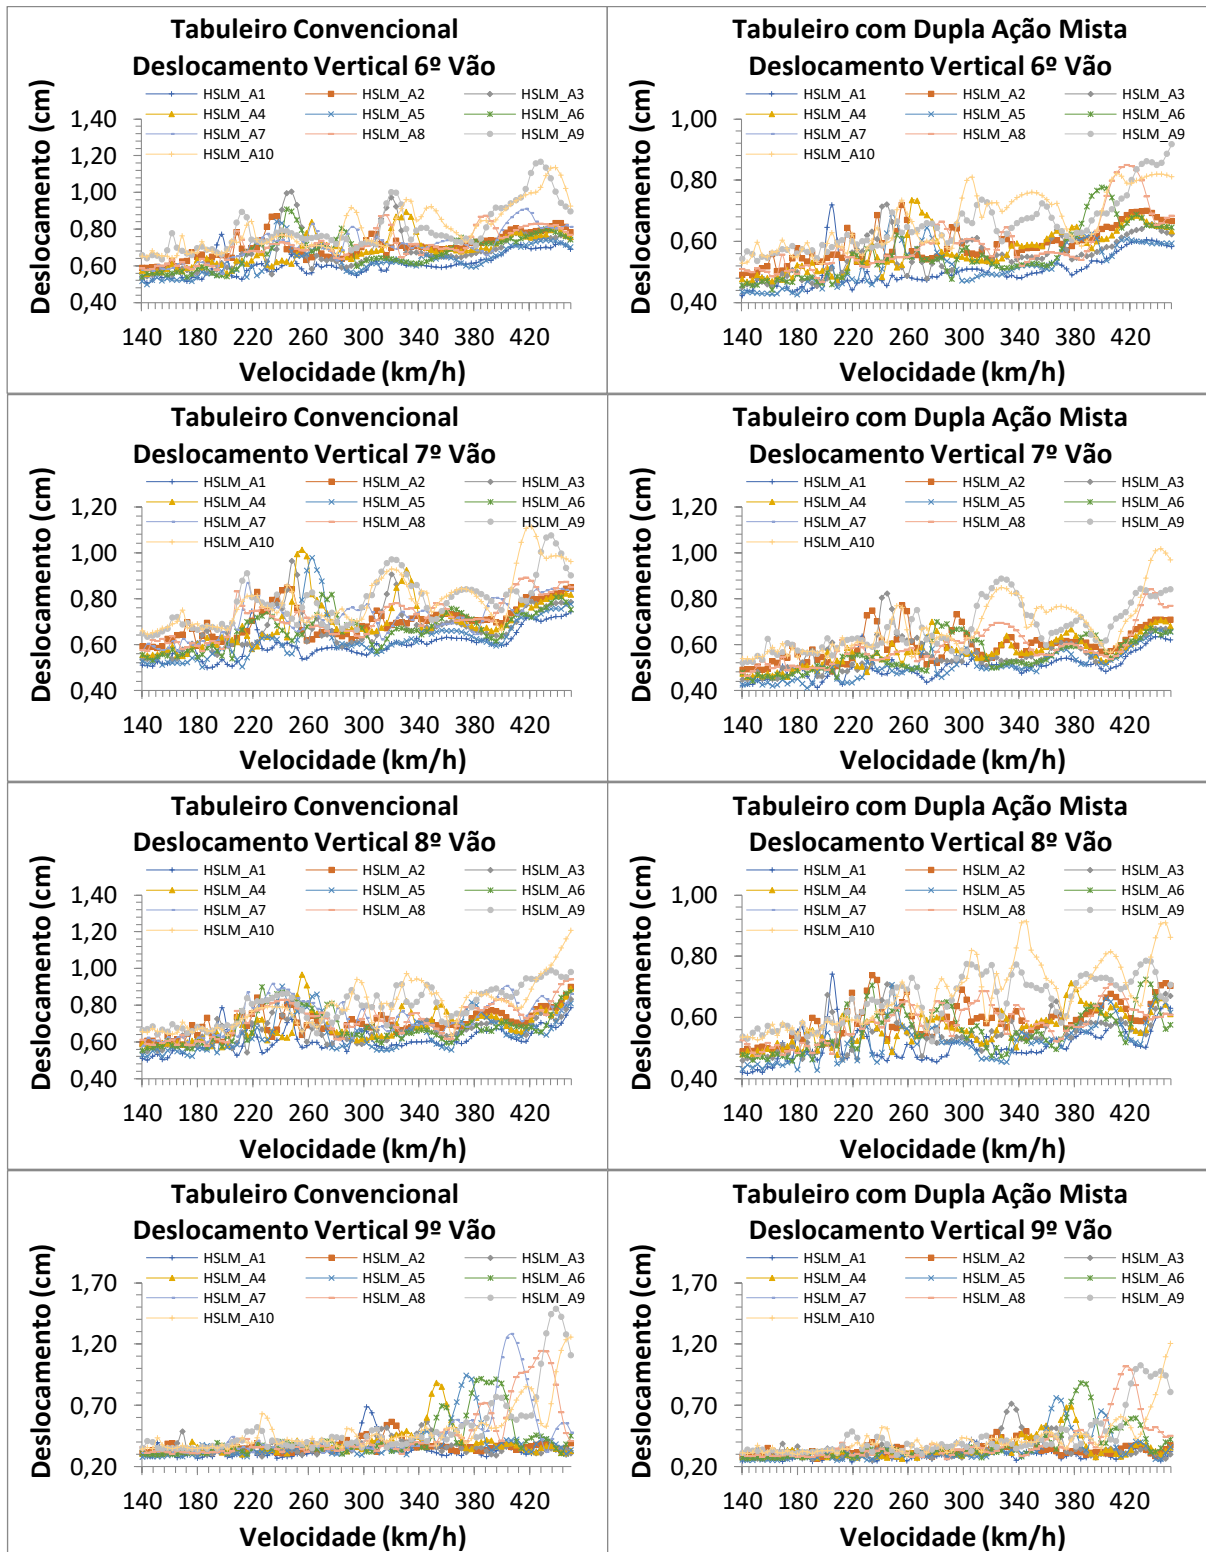 Tabuleiro Convencional
Deslocamento Vertical 6º Vão
HSLM_A1 HSLM_A2 HSLM_A3
HSLM_A4 HSLM_A5 HSLM_A6
HSLM_A7 HSLM_A8 HSLM_A9
HSLM_A10
Deslocamento (cm)
1,40
1,20
1,00
0,80
0,60
0,40
140 180 220 260 300 340 380 420
Velocidade (km/h)
Tabuleiro com Dupla Ação Mista
Deslocamento Vertical 6º Vão
HSLM_A1 HSLM_A2 HSLM_A3
HSLM_A4 HSLM_A5 HSLM_A6
HSLM_A7 HSLM_A8 HSLM_A9
HSLM_A10
Deslocamento (cm)
1,00
0,80
0,60
0,40
140 180 220 260 300 340 380 420
Velocidade (km/h)
Tabuleiro Convencional
Deslocamento Vertical 7º Vão
HSLM_A1 HSLM_A2 HSLM_A3
HSLM_A4 HSLM_A5 HSLM_A6
HSLM_A7 HSLM_A8 HSLM_A9
HSLM_A10
Deslocamento (cm)
1,20
1,00
0,80
0,60
0,40
140 180 220 260 300 340 380 420
Velocidade (km/h)
Tabuleiro com Dupla Ação Mista
Deslocamento Vertical 7º Vão
HSLM_A1 HSLM_A2 HSLM_A3
HSLM_A4 HSLM_A5 HSLM_A6
HSLM_A7 HSLM_A8 HSLM_A9
HSLM_A10
Deslocamento (cm)
1,20
1,00
0,80
0,60
0,40
140 180 220 260 300 340 380 420
Velocidade (km/h)
Tabuleiro Convencional
Deslocamento Vertical 8º Vão
HSLM_A1 HSLM_A2 HSLM_A3
HSLM_A4 HSLM_A5 HSLM_A6
HSLM_A7 HSLM_A8 HSLM_A9
HSLM_A10
Deslocamento (cm)
1,40
1,20
1,00
0,80
0,60
0,40
140 180 220 260 300 340 380 420
Velocidade (km/h)
Tabuleiro com Dupla Ação Mista
Deslocamento Vertical 8º Vão
HSLM_A1 HSLM_A2 HSLM_A3
HSLM_A4 HSLM_A5 HSLM_A6
HSLM_A7 HSLM_A8 HSLM_A9
HSLM_A10
Deslocamento (cm)
1,00
0,80
0,60
0,40
140 180 220 260 300 340 380 420
Velocidade (km/h)
Tabuleiro Convencional
Deslocamento Vertical 9º Vão
HSLM_A1 HSLM_A2 HSLM_A3
HSLM_A4 HSLM_A5 HSLM_A6
HSLM_A7 HSLM_A8 HSLM_A9
HSLM_A10
Deslocamento (cm)
1,70
1,20
0,70
0,20
140 180 220 260 300 340 380 420
Velocidade (km/h)
Tabuleiro com Dupla Ação Mista
Deslocamento Vertical 9º Vão
HSLM_A1 HSLM_A2 HSLM_A3
HSLM_A4 HSLM_A5 HSLM_A6
HSLM_A7 HSLM_A8 HSLM_A9
HSLM_A10
Deslocamento (cm)
1,70
1,20
0,70
0,20
140 180 220 260 300 340 380 420
Velocidade (km/h)